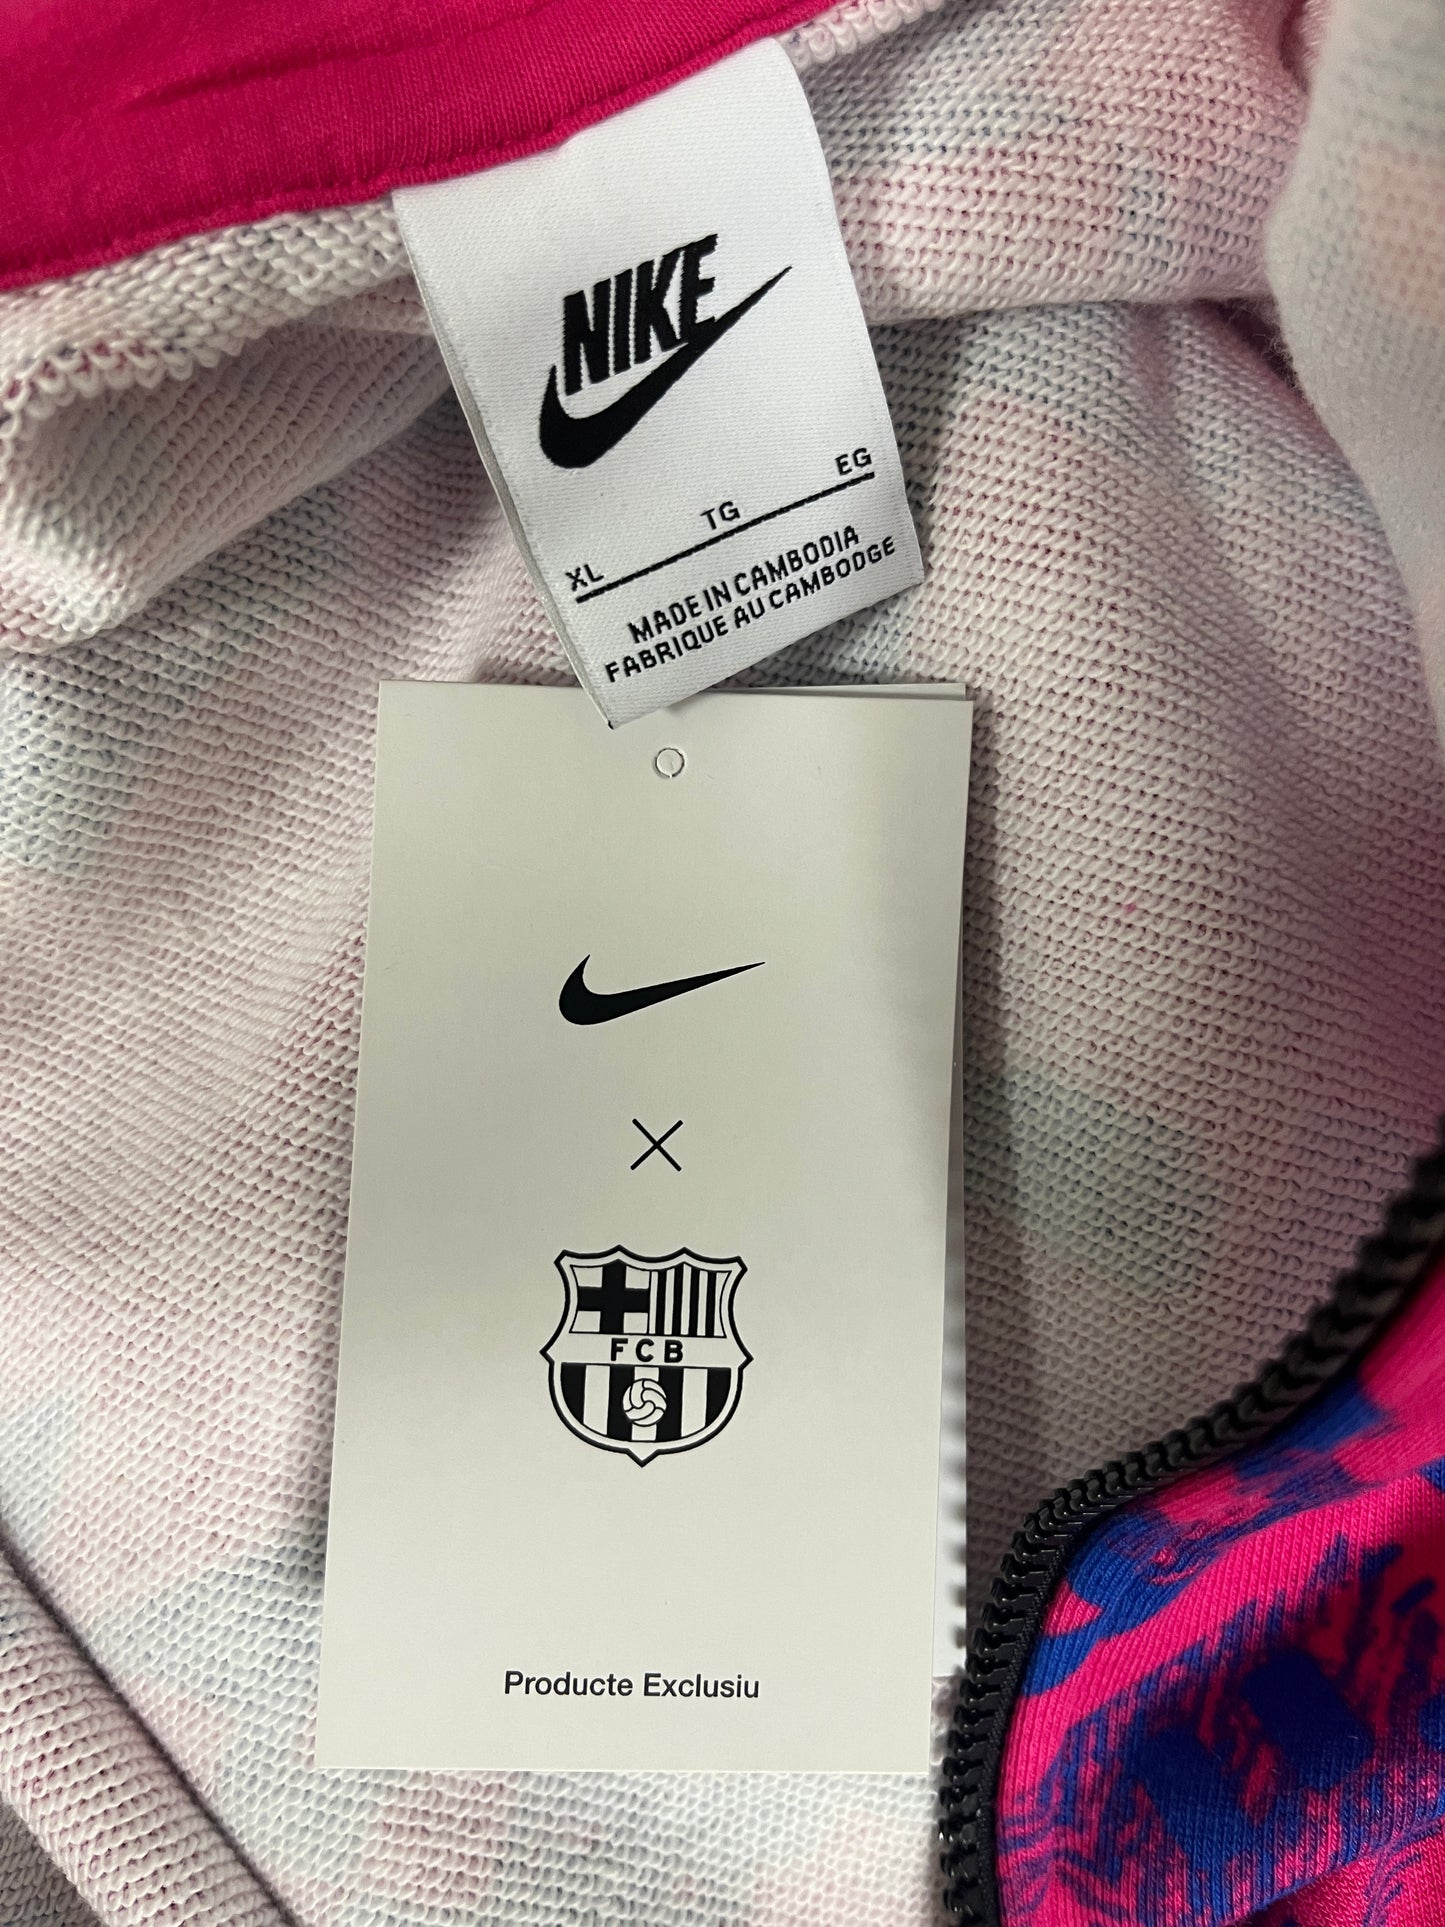 NIKE
XL TG EG
MADE IN CAMBODIA
FABRIQUE AU CAMBODGE
FCB
Producte Exclusiu